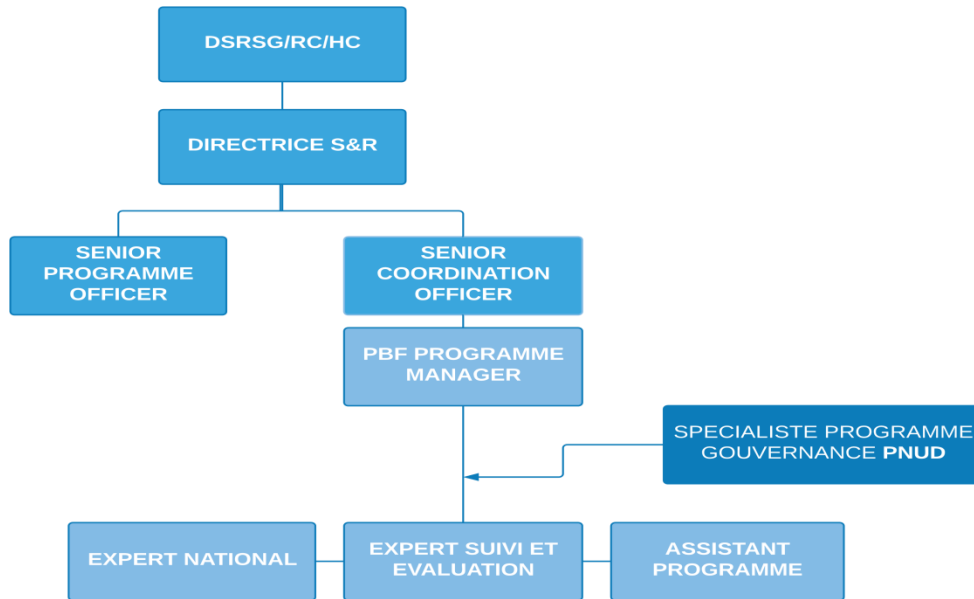 DSRSG/RC/HC
DIRECTRICE S&R
SENIOR
PROGRAMME
OFFICER
SENIOR
COORDINATION
OFFICER
PBF PROGRAMME
MANAGER
SPECIALISTE PROGRAMME
GOUVERNANCE PNUD
EXPERT NATIONAL
EXPERT SUIVI ET
EVALUATION
ASSISTANT
PROGRAMME